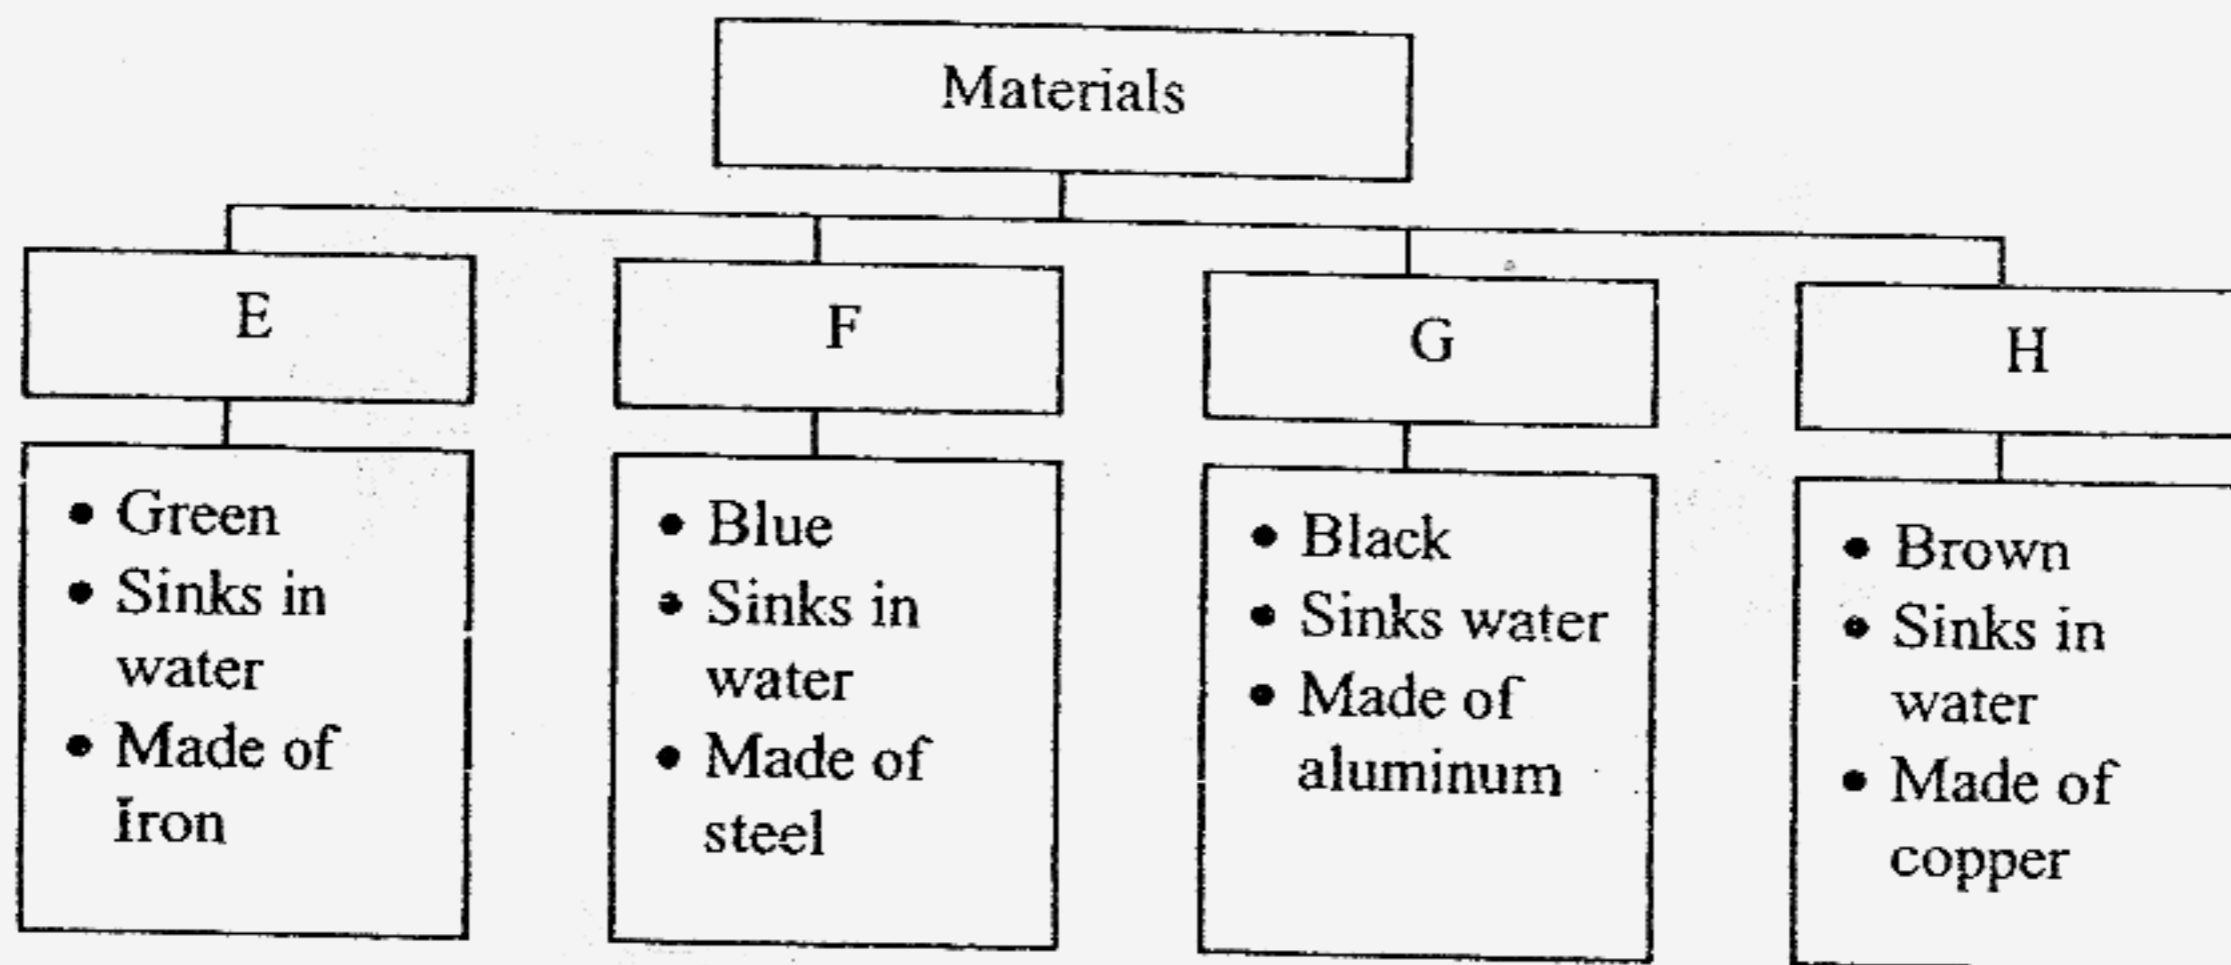 Materials
E
F
G
H
• Green
• Sinks in
water
• Made of
Iron
• Blue
• Sinks in
water
• Made of
steel
• Black
• Sinks water
• Made of
aluminum
• Brown
• Sinks in
water
• Made of
copper